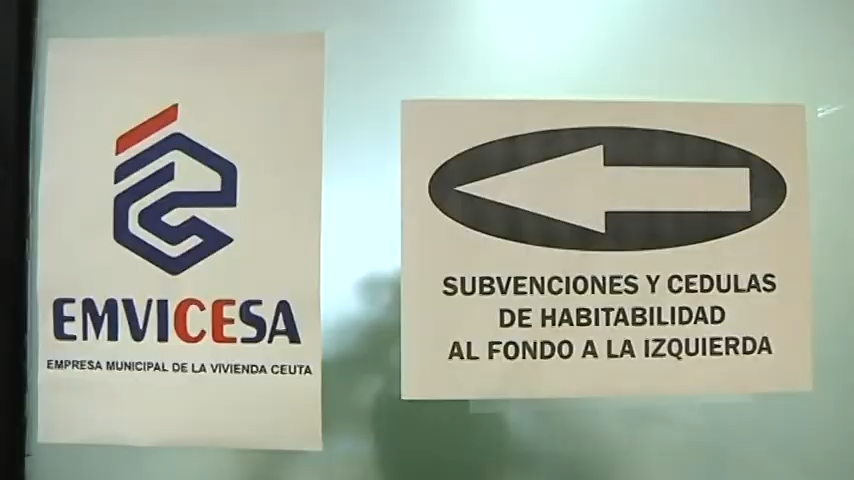 EMVICESA
EMPRESA MUNICIPAL DE LA VIVIENDA CEUTA
SUBVENCIONES Y CEDULAS
DE HABITABILIDAD
AL FONDO A LA IZQUIERDA